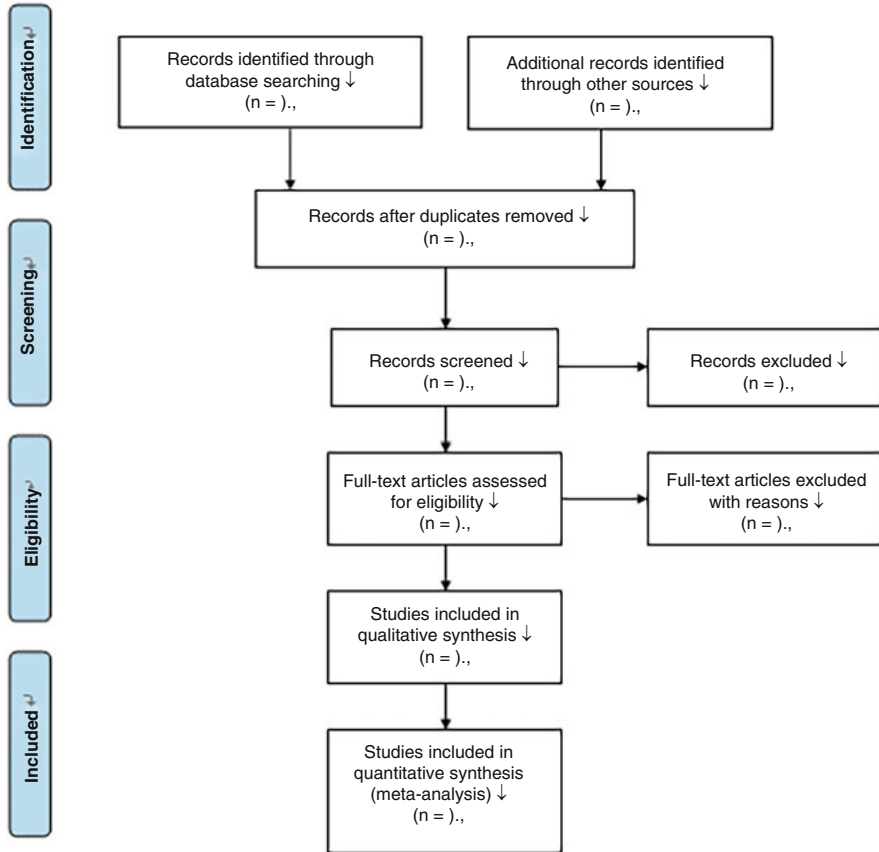 Identification↵
Records identified through
database searching ↓
(n = ).,
Additional records identified
through other sources ↓
(n = ).,
Records after duplicates removed ↓
(n = ).,
Screening↵
Records screened ↓
(n = ).,
Records excluded ↓
(n = ).,
Eligibility↵
Full-text articles assessed
for eligibility ↓
(n = ).,
Full-text articles excluded
with reasons ↓
(n = ).,
Studies included in
qualitative synthesis ↓
(n = ).,
Included ↵
Studies included in
quantitative synthesis
(meta-analysis) ↓
(n = ).,